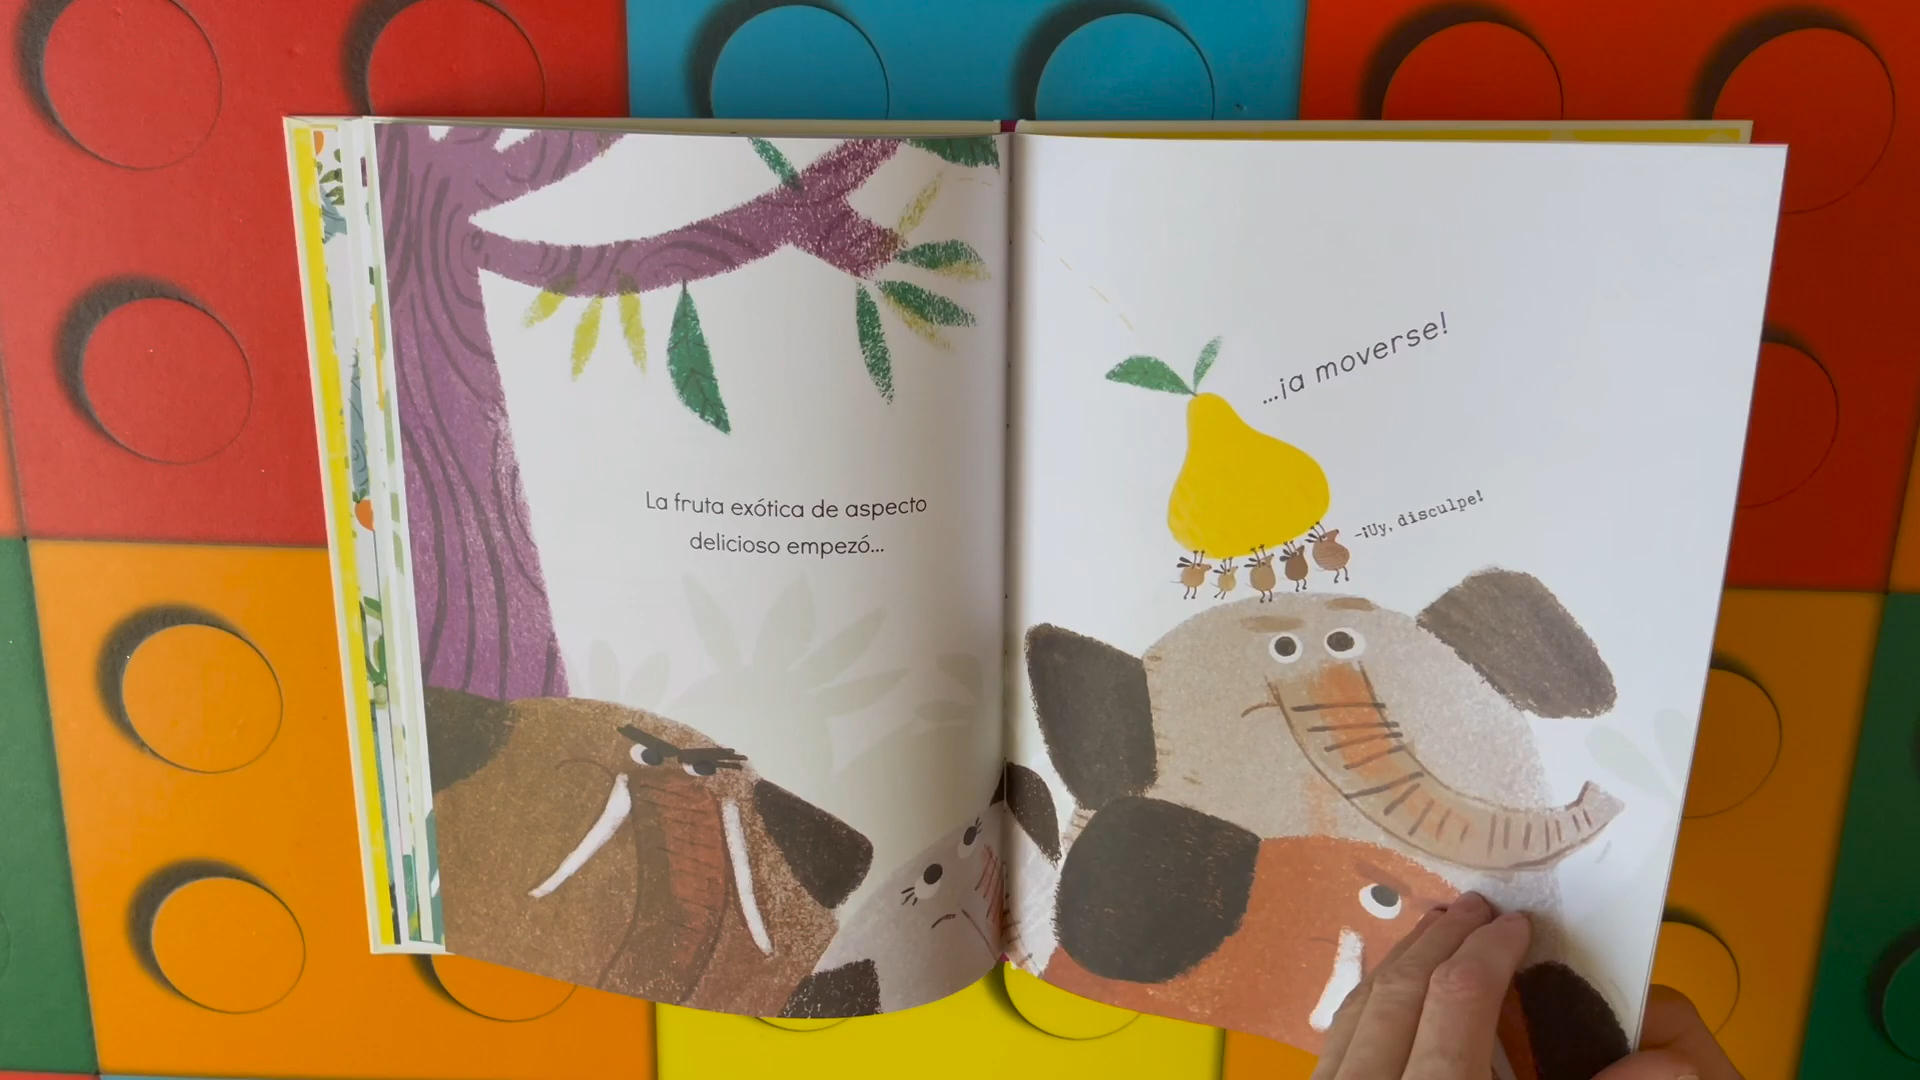 La fruta exótica de aspecto
delicioso empezó...
...¡a moverse!
-¡Uy, disculpe!